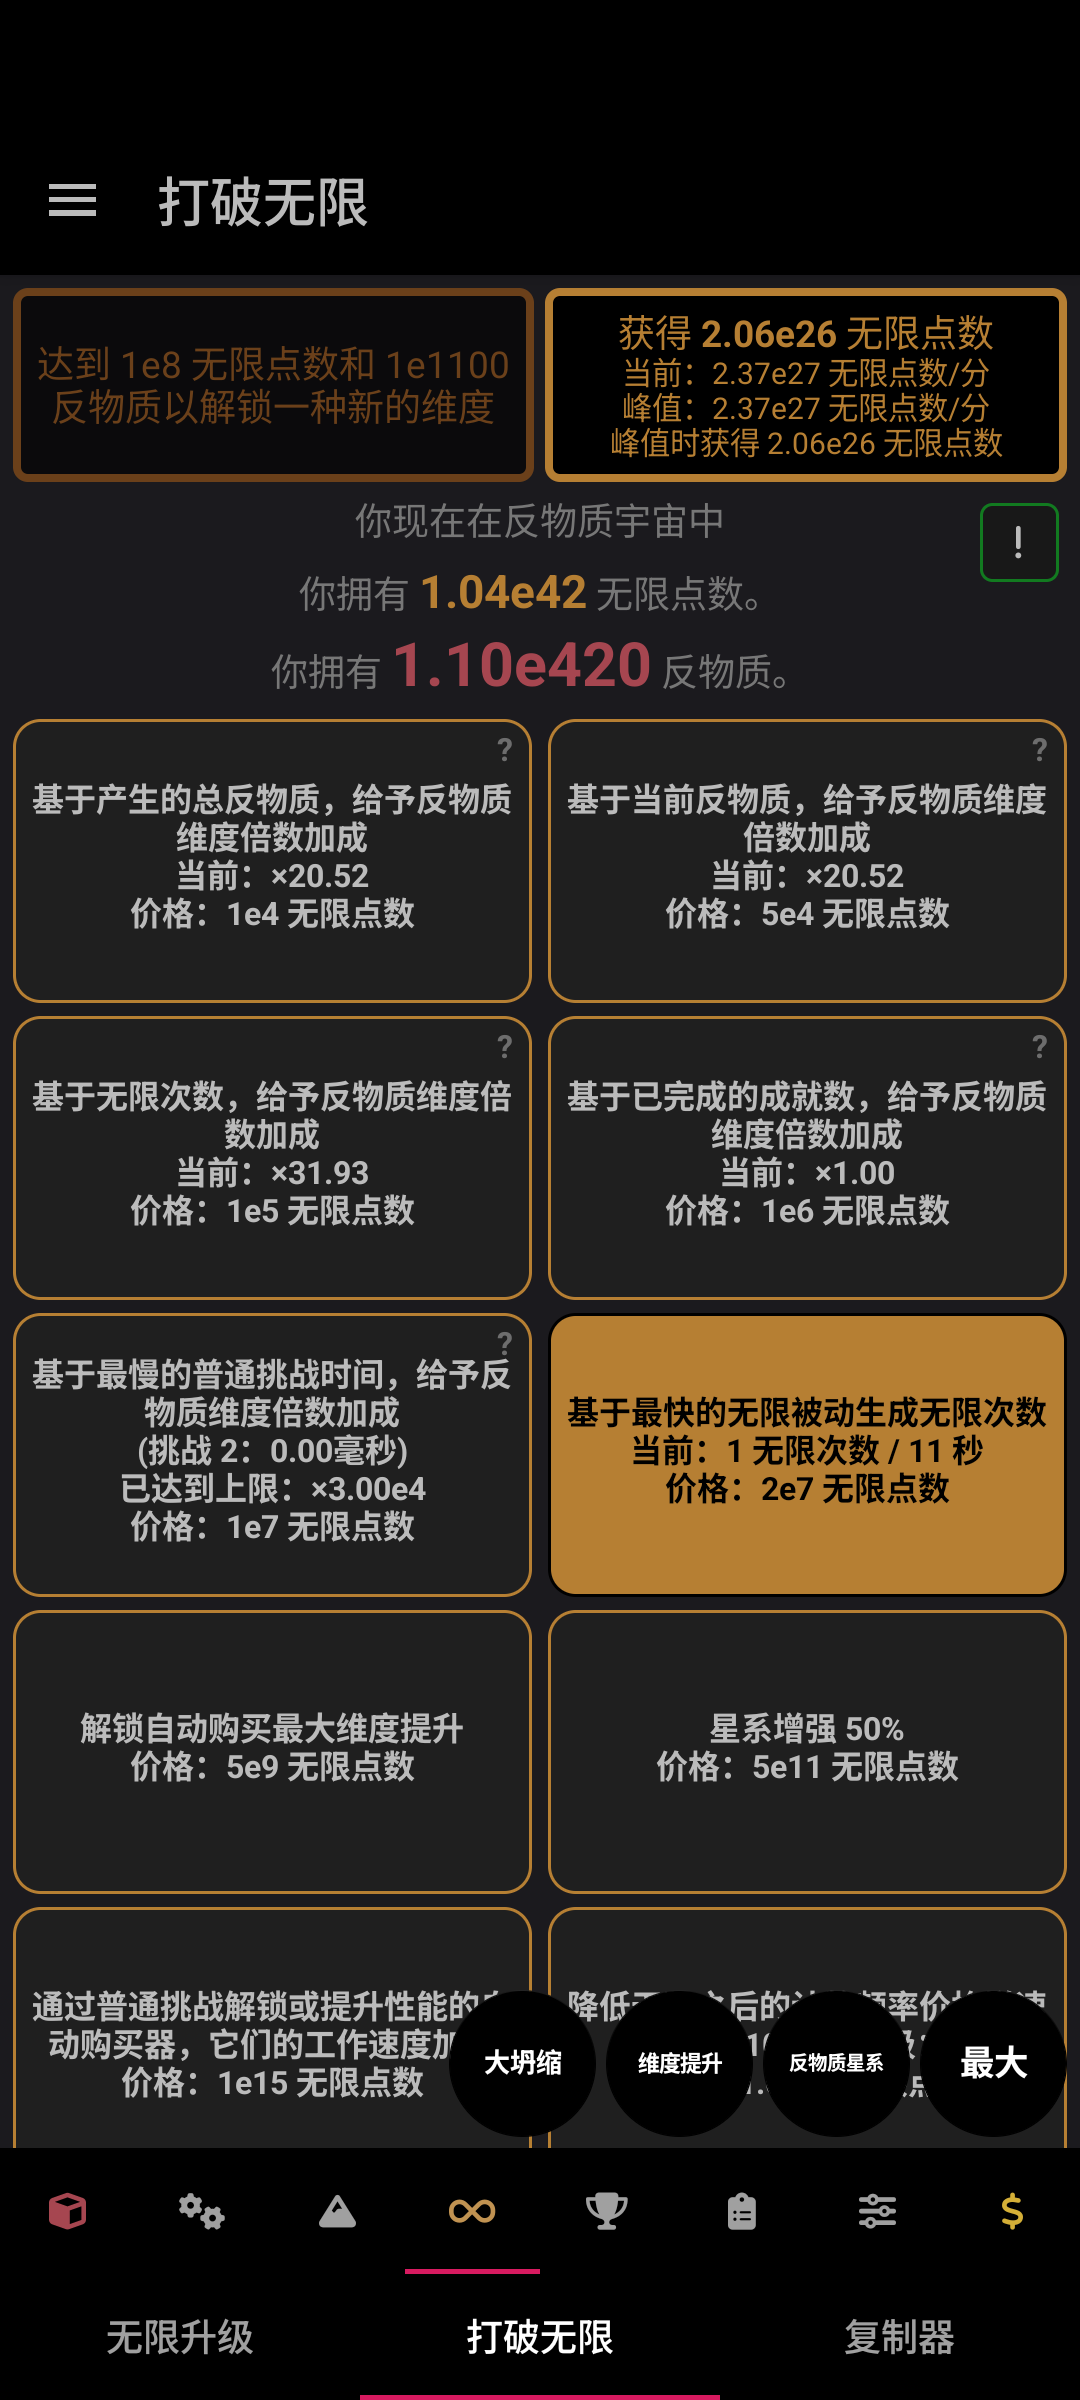 打破无限
达到 1e8 无限点数和 1e1100
反物质以解锁一种新的维度
获得 2.06e26 无限点数
当前：2.37e27 无限点数/分
峰值：2.37e27 无限点数/分
峰值时获得 2.06e26 无限点数
你现在在反物质宇宙中
!
你拥有 1.04e42 无限点数。
你拥有 1.10e420 反物质。
?
基于产生的总反物质，给予反物质
维度倍数加成
当前：×20.52
价格：1e4 无限点数
?
基于当前反物质，给予反物质维度
倍数加成
当前：×20.52
价格：5e4 无限点数
?
基于无限次数，给予反物质维度倍
数加成
当前：×31.93
价格：1e5 无限点数
?
基于已完成的成就数，给予反物质
维度倍数加成
当前：×1.00
价格：1e6 无限点数
?
基于最慢的普通挑战时间，给予反
物质维度倍数加成
(挑战 2：0.00毫秒)
已达到上限：×3.00e4
价格：1e7 无限点数
基于最快的无限被动生成无限次数
当前：1 无限次数 / 11 秒
价格：2e7 无限点数
解锁自动购买最大维度提升
价格：5e9 无限点数
星系增强 50%
价格：5e11 无限点数
通过普通挑战解锁或提升性能的
动购买器，它们的工作速度加
价格：1e15 无限点数
降低
后的
率价
大坍缩
维度提升
反物质星系
最大
无限升级
打破无限
复制器